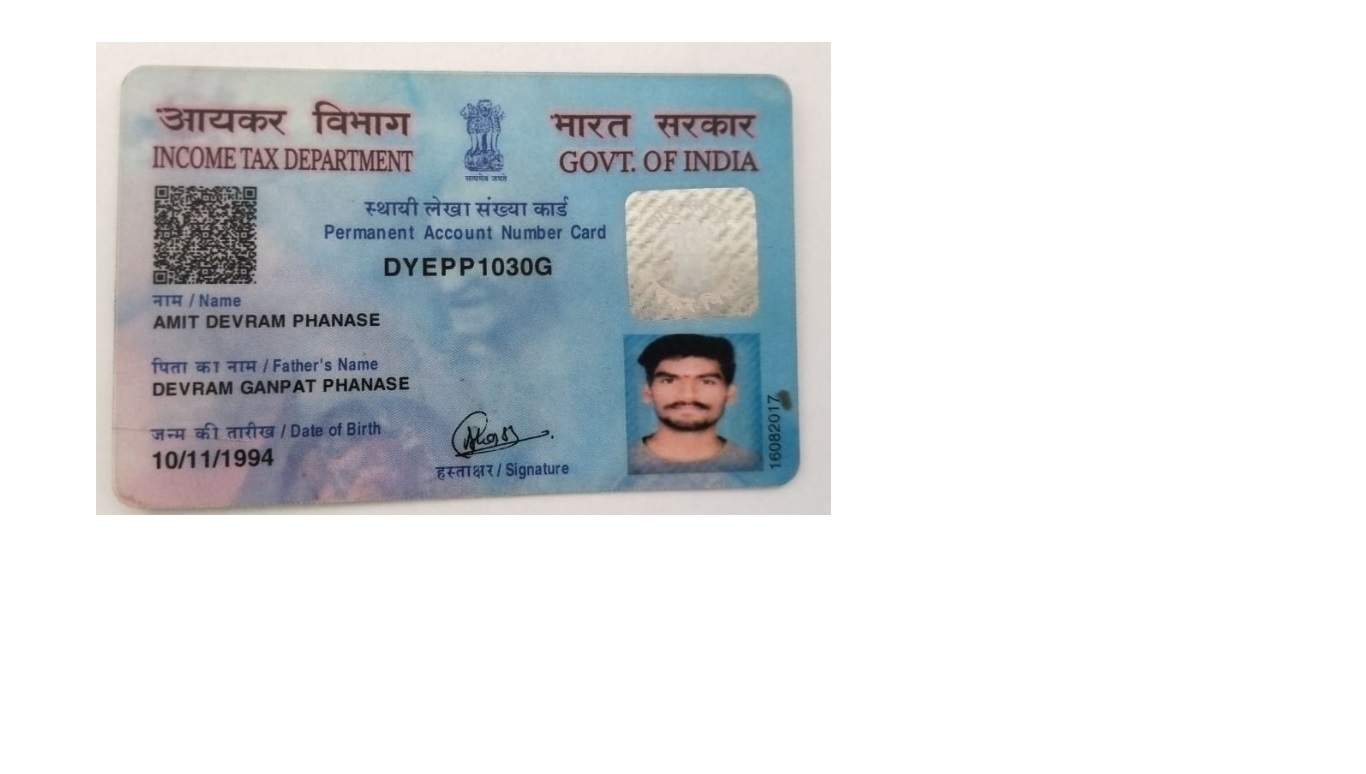 आयकर विभाग
INCOME TAX DEPARTMENT
सत्यमेव जयते
भारत सरकार
GOVT. OF INDIA
स्थायी लेखा संख्या कार्ड
Permanent Account Number Card
DYEPP1030G
नाम / Name
AMIT DEVRAM PHANASE
पिता का नाम / Father's Name
DEVRAM GANPAT PHANASE
जन्म की तारीख / Date of Birth
10/11/1994
हस्ताक्षर / Signature
16082017